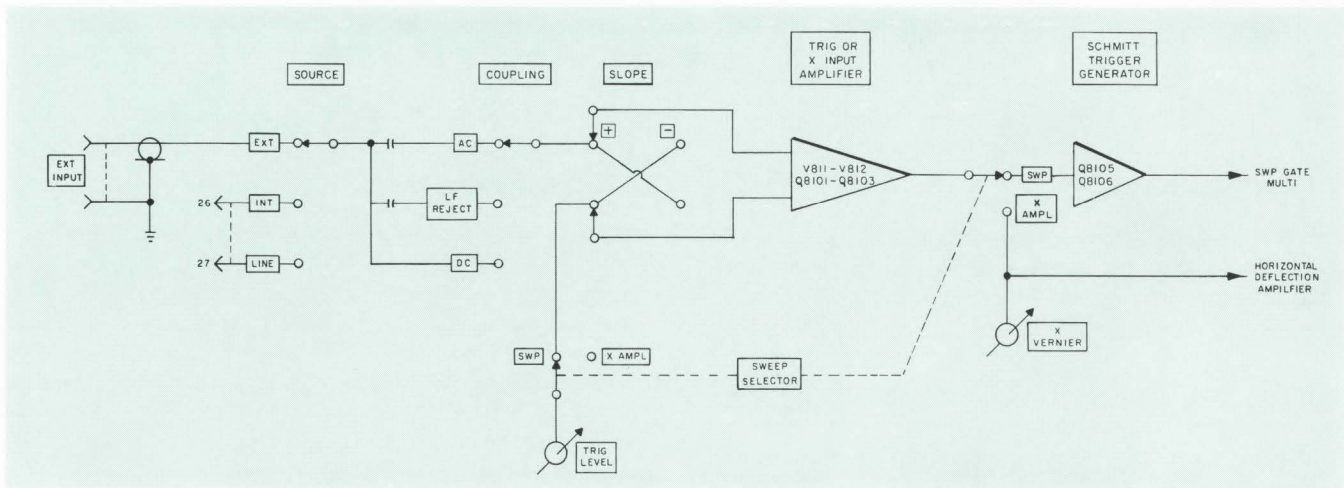 TRIG OR
X INPUT
AMPLIFIER
SCHMITT
TRIGGER
GENERATOR
SOURCE
COUPLING
SLOPE
EXT
INPUT
EXT
AC
+
-
V811-V812
Q8101-Q8103
SWP
Q8105
Q8106
SWP GATE
MULTI
26
INT
LF
REJECT
X
AMPL
27
LINE
DC
HORIZONTAL
DEFLECTION
AMPILFIER
X
VERNIER
SWP
X AMPL
SWEEP
SELECTOR
TRIG
LEVEL